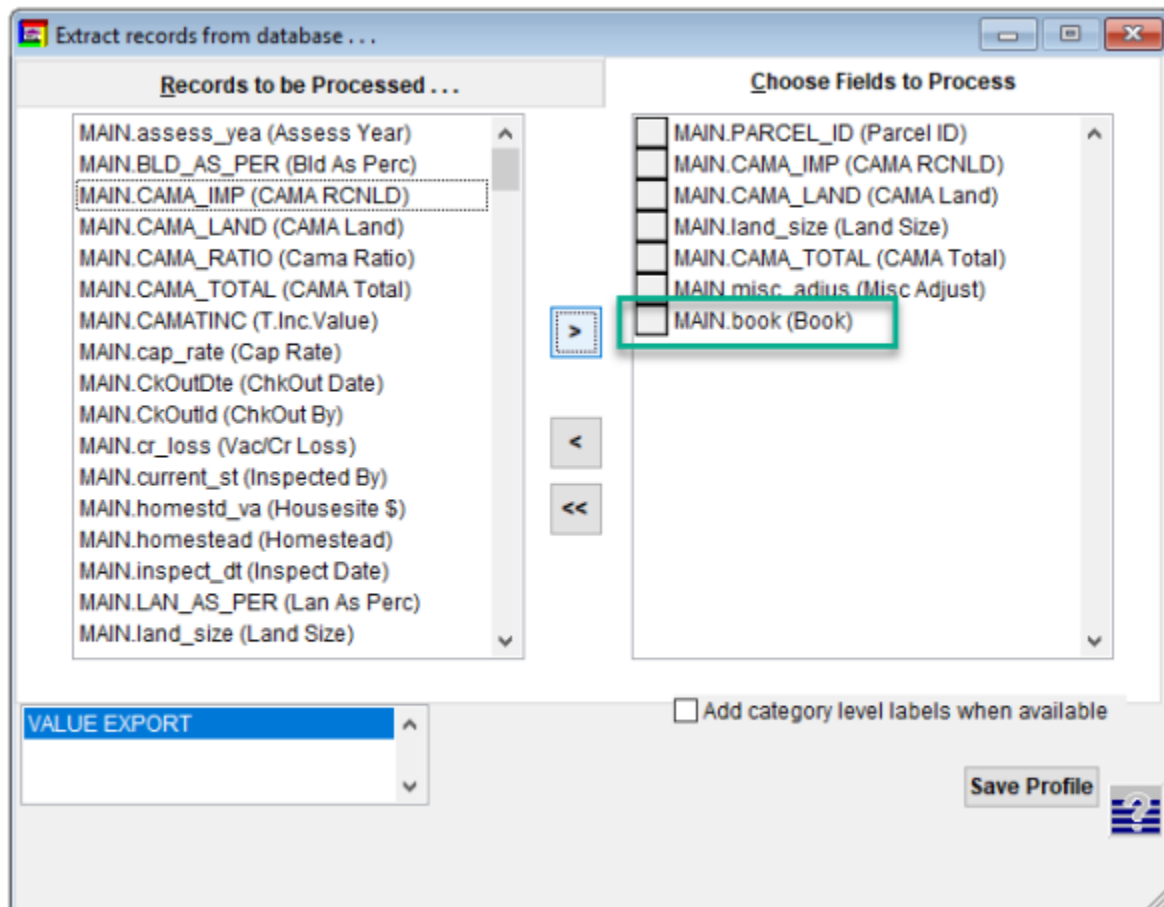 Extract records from database . . .
Records to be Processed . . .
Choose Fields to Process
MAIN.assess_yea (Assess Year)
MAIN.BLD_AS_PER (Bld As Perc)
MAIN.CAMA_IMP (CAMA RCNLD)
MAIN.CAMA_LAND (CAMA Land)
MAIN.CAMA_RATIO (Cama Ratio)
MAIN.CAMA_TOTAL (CAMA Total)
MAIN.CAMATINC (T.Inc.Value)
MAIN.cap_rate (Cap Rate)
MAIN.CkOutDte (ChkOut Date)
MAIN.CkOutId (ChkOut By)
MAIN.cr_loss (Vac/Cr Loss)
MAIN.current_st (Inspected By)
MAIN.homestd_va (Housesite $)
MAIN.homestead (Homestead)
MAIN.inspect_dt (Inspect Date)
MAIN.LAN_AS_PER (Lan As Perc)
MAIN.land_size (Land Size)
>
<
<<
MAIN.PARCEL_ID (Parcel ID)
MAIN.CAMA_IMP (CAMA RCNLD)
MAIN.CAMA_LAND (CAMA Land)
MAIN.land_size (Land Size)
MAIN.CAMA_TOTAL (CAMA Total)
MAIN.misc_adjus (Misc Adjust)
MAIN.book (Book)
VALUE EXPORT
Add category level labels when available
Save Profile
?